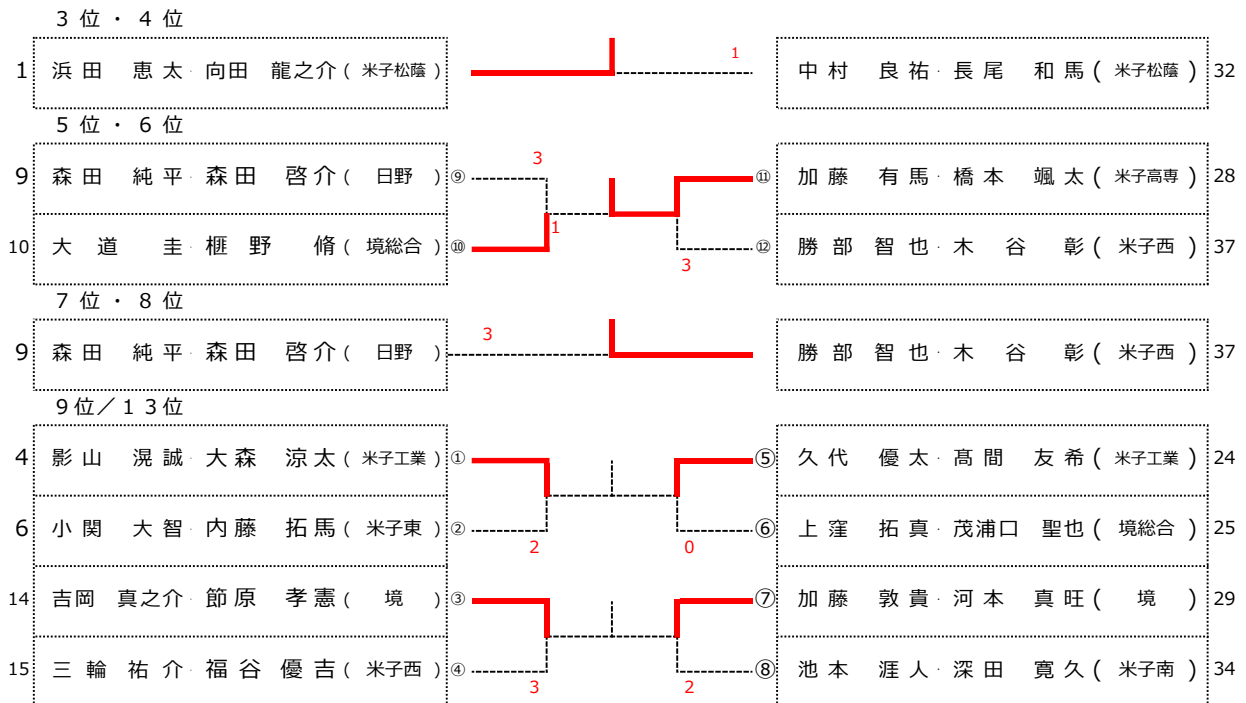 3位・4位
1 浜田 恵太・向田 龍之介(米子松蔭) 1 中村 良祐・長尾 和馬(米子松蔭) 32
5位・6位
9 森田 純平・森田 啓介(日野) ⑨ 3 ⑪ 加藤 有馬・橋本 颯太(米子高専) 28
10 大道 圭・榧野 脩(境総合) ⑩ 1 3 ⑫ 勝部 智也・木谷 彰(米子西) 37
7位・8位
9 森田 純平・森田 啓介(日野) 3 勝部 智也・木谷 彰(米子西) 37
9位/13位
4 影山 滉誠・大森 涼太(米子工業) ① ⑤ 久代 優太・髙間 友希(米子工業) 24
6 小関 大智・内藤 拓馬(米子東) ② 2 0 ⑥ 上窪 拓真・茂浦口 聖也(境総合) 25
14 吉岡 真之介・節原 孝憲(境) ③ ⑦ 加藤 敦貴・河本 真旺(境) 29
15 三輪 祐介・福谷 優吉(米子西) ④ 3 2 ⑧ 池本 涯人・深田 寛久(米子南) 34